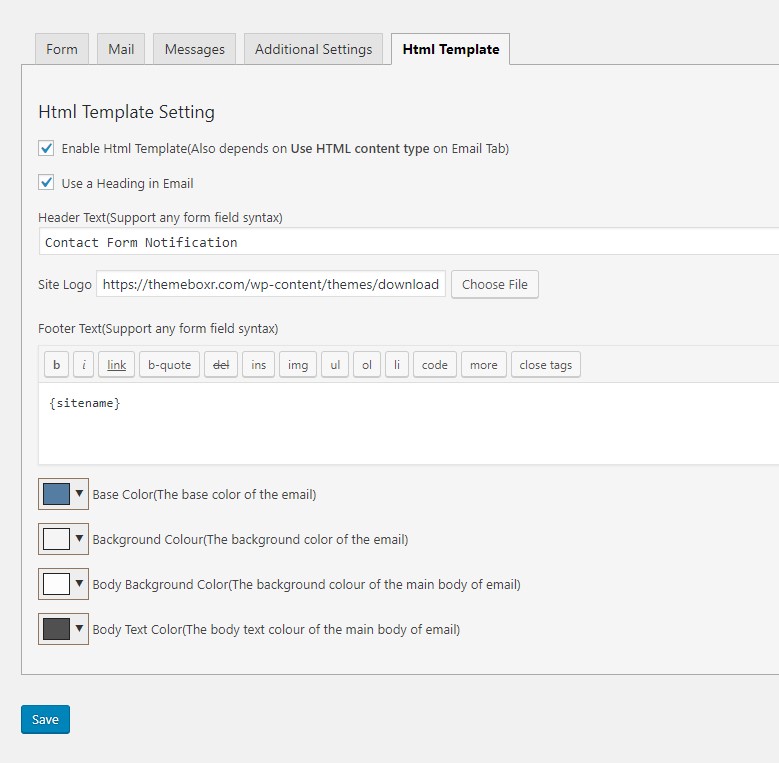 Form Mail Messages Additional Settings Html Template
Html Template Setting
Enable Html Template(Also depends on Use HTML content type on Email Tab)
Use a Heading in Email
Header Text(Support any form field syntax)
Contact Form Notification
Site Logo https://themeboxr.com/wp-content/themes/download Choose File
Footer Text(Support any form field syntax)
b i link b-quote del ins img ul ol li code more close tags
{sitename}
Base Color(The base color of the email)
Background Colour(The background color of the email)
Body Background Color(The background colour of the main body of email)
Body Text Color(The body text colour of the main body of email)
Save